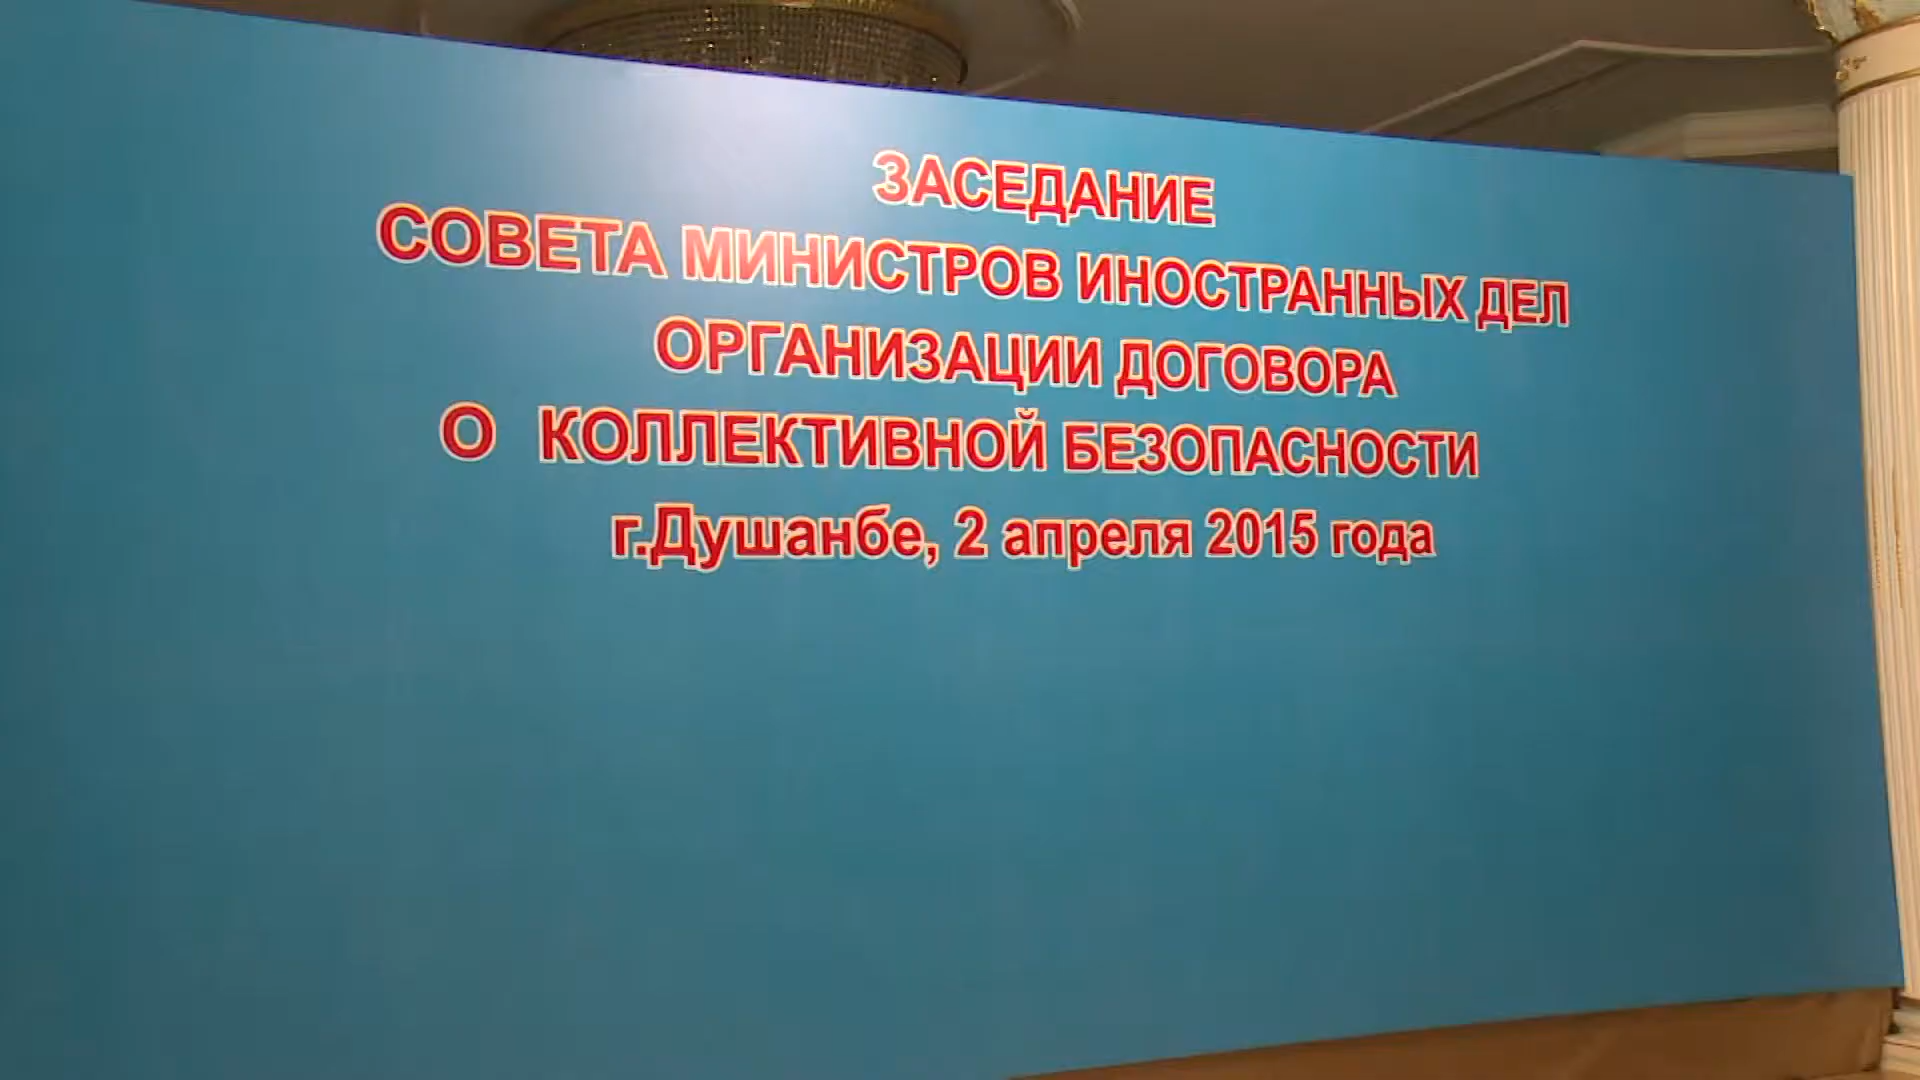 ЗАСЕДАНИЕ
СОВЕТА МИНИСТРОВ ИНОСТРАННЫХ ДЕЛ
ОРГАНИЗАЦИИ ДОГОВОРА
О КОЛЛЕКТИВНОЙ БЕЗОПАСНОСТИ
г.Душанбе, 2 апреля 2015 года